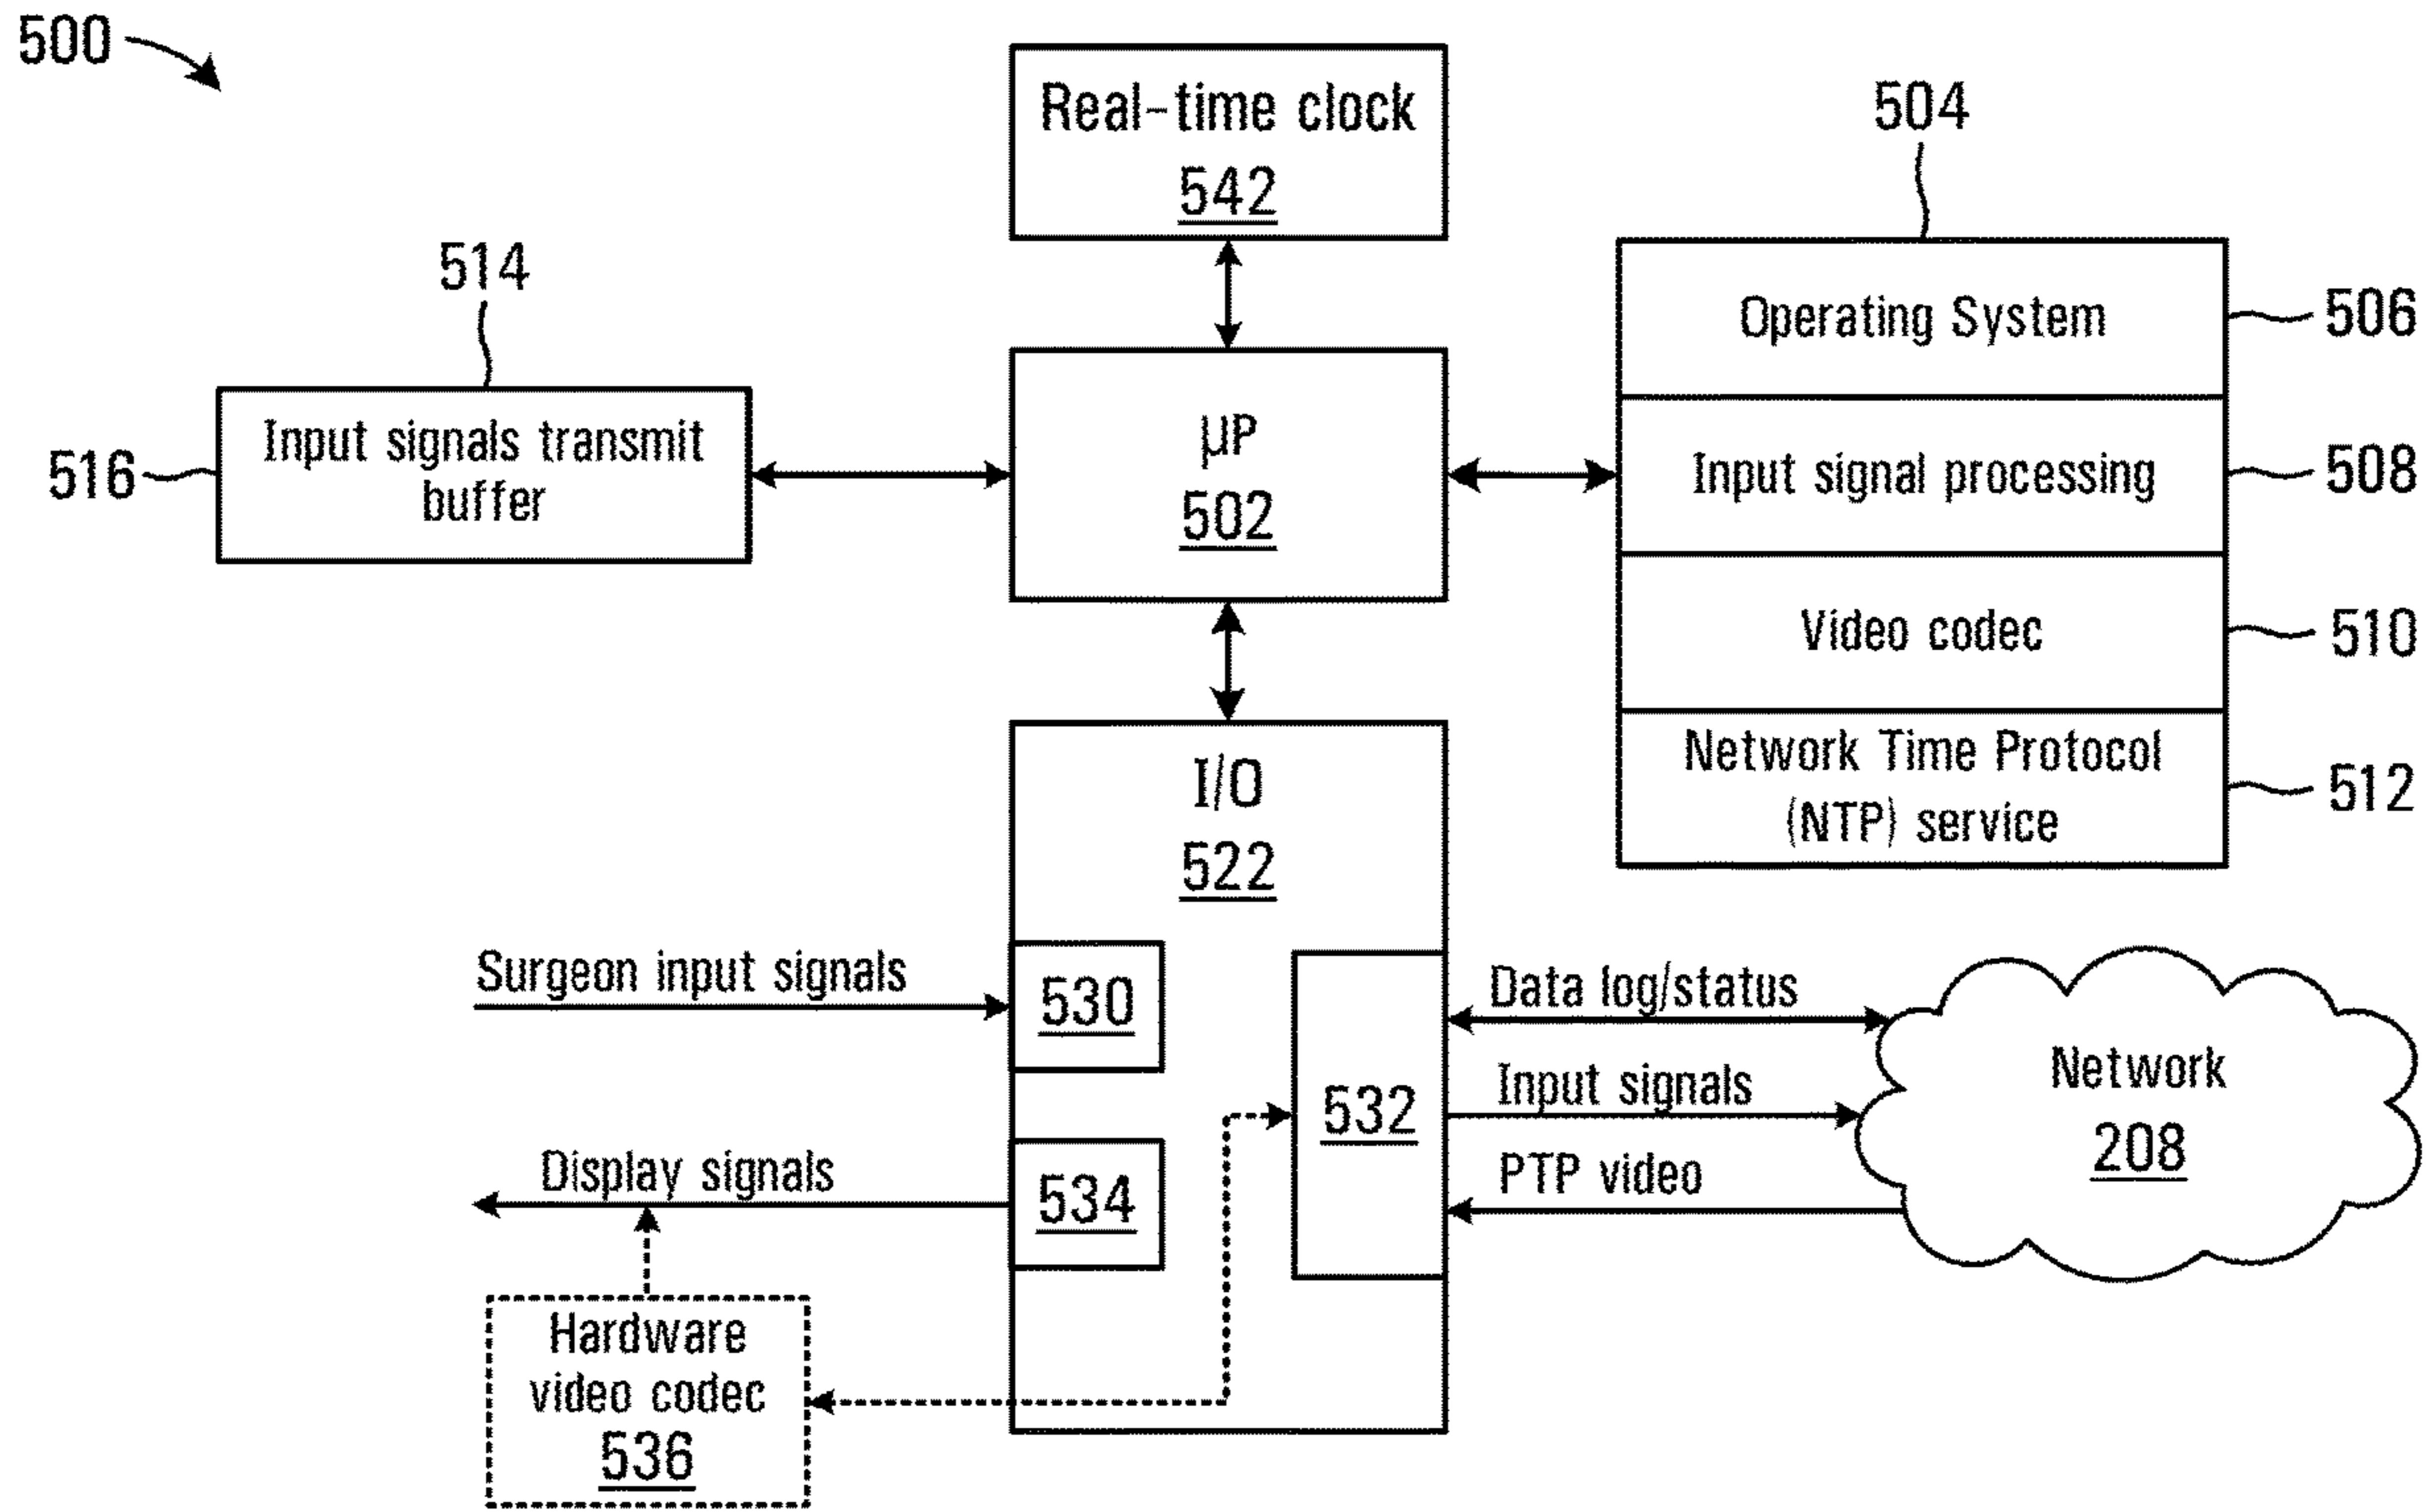 500
Real-time clock
542
504
514
Operating System
506
516
Input signals transmit
buffer
µP
502
Input signal processing
508
Video codec
510
Network Time Protocol
(NTP) service
512
I/O
522
Surgeon input signals
530
532
Data log/status
Input signals
PTP video
Network
208
Display signals
534
Hardware
video codec
536